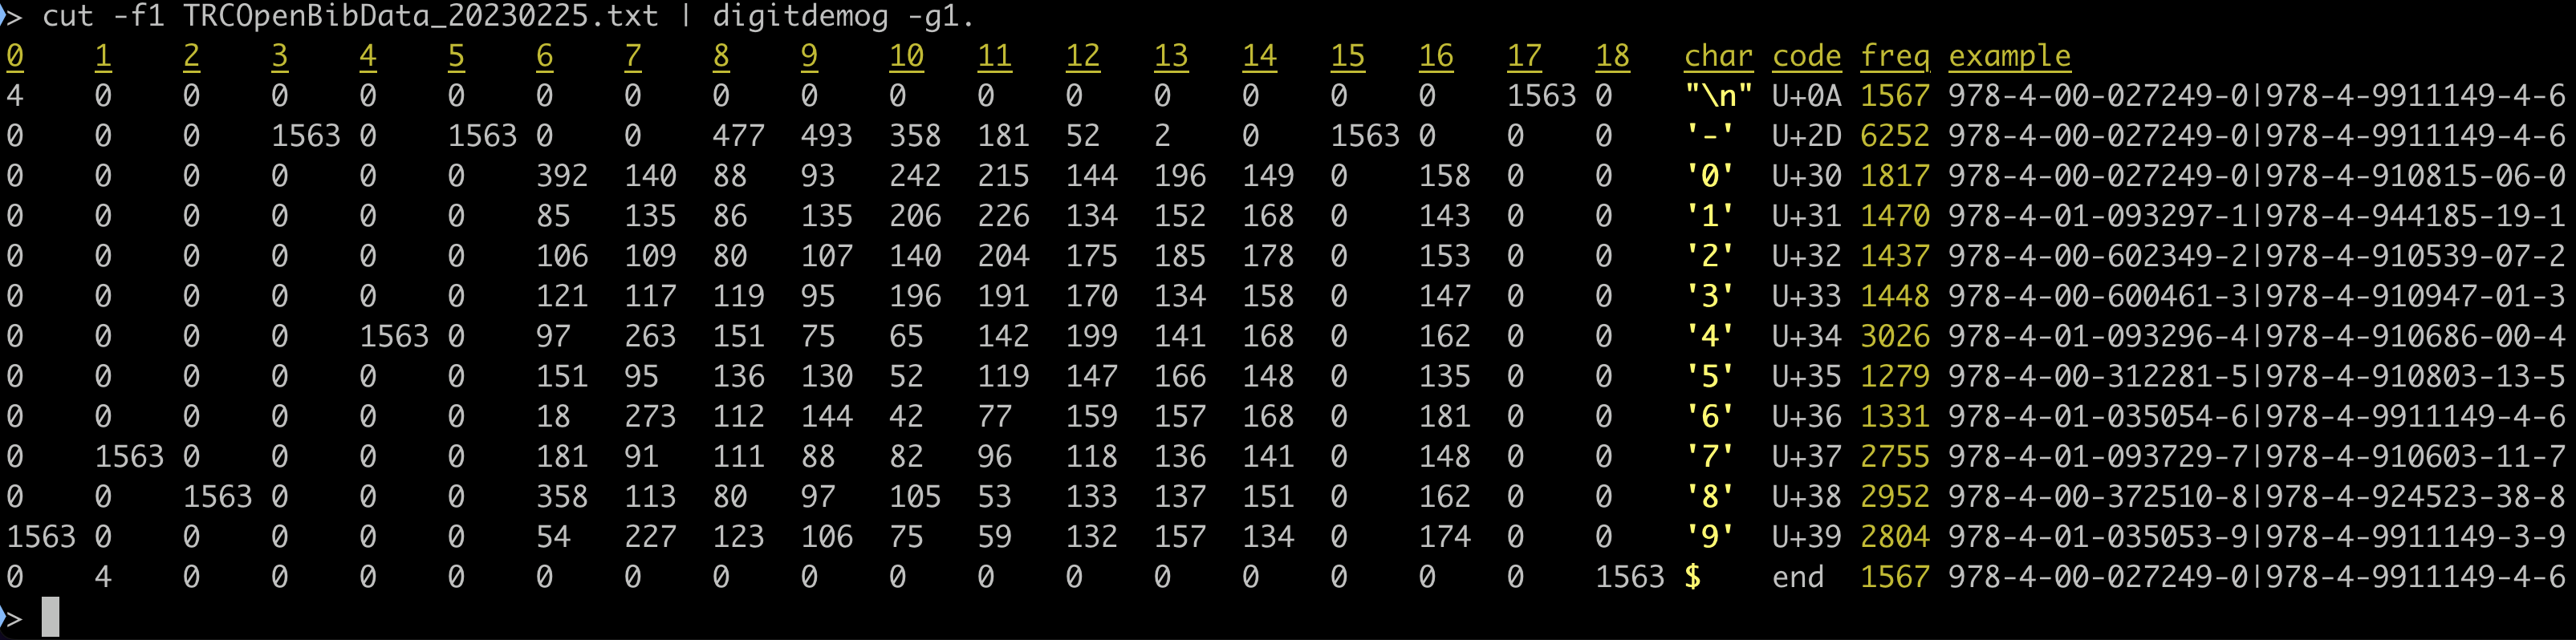 > cut -f1 TRCOpenBibData_20230225.txt | digitdemog -g1.
0 1 2 3 4 5 6 7 8 9 10 11 12 13 14 15 16 17 18 char code freq example
4 0 0 0 0 0 0 0 0 0 0 0 0 0 0 0 0 1563 0 "\n" U+0A 1567 978-4-00-027249-0|978-4-9911149-4-6
0 0 0 1563 0 1563 0 0 477 493 358 181 52 2 0 1563 0 0 0 '-' U+2D 6252 978-4-00-027249-0|978-4-9911149-4-6
0 0 0 0 0 0 392 140 88 93 242 215 144 196 149 0 158 0 0 '0' U+30 1817 978-4-00-027249-0|978-4-910815-06-0
0 0 0 0 0 0 85 135 86 135 206 226 134 152 168 0 143 0 0 '1' U+31 1470 978-4-01-093297-1|978-4-944185-19-1
0 0 0 0 0 0 106 109 80 107 140 204 175 185 178 0 153 0 0 '2' U+32 1437 978-4-00-602349-2|978-4-910539-07-2
0 0 0 0 0 0 121 117 119 95 196 191 170 134 158 0 147 0 0 '3' U+33 1448 978-4-00-600461-3|978-4-910947-01-3
0 0 0 0 1563 0 97 263 151 75 65 142 199 141 168 0 162 0 0 '4' U+34 3026 978-4-01-093296-4|978-4-910686-00-4
0 0 0 0 0 0 151 95 136 130 52 119 147 166 148 0 135 0 0 '5' U+35 1279 978-4-00-312281-5|978-4-910803-13-5
0 0 0 0 0 0 18 273 112 144 42 77 159 157 168 0 181 0 0 '6' U+36 1331 978-4-01-035054-6|978-4-9911149-4-6
0 1563 0 0 0 0 181 91 111 88 82 96 118 136 141 0 148 0 0 '7' U+37 2755 978-4-01-093729-7|978-4-910603-11-7
0 0 1563 0 0 0 358 113 80 97 105 53 133 137 151 0 162 0 0 '8' U+38 2952 978-4-00-372510-8|978-4-924523-38-8
1563 0 0 0 0 0 54 227 123 106 75 59 132 157 134 0 174 0 0 '9' U+39 2804 978-4-01-035053-9|978-4-9911149-3-9
0 4 0 0 0 0 0 0 0 0 0 0 0 0 0 0 0 0 1563 $ end 1567 978-4-00-027249-0|978-4-9911149-4-6
>